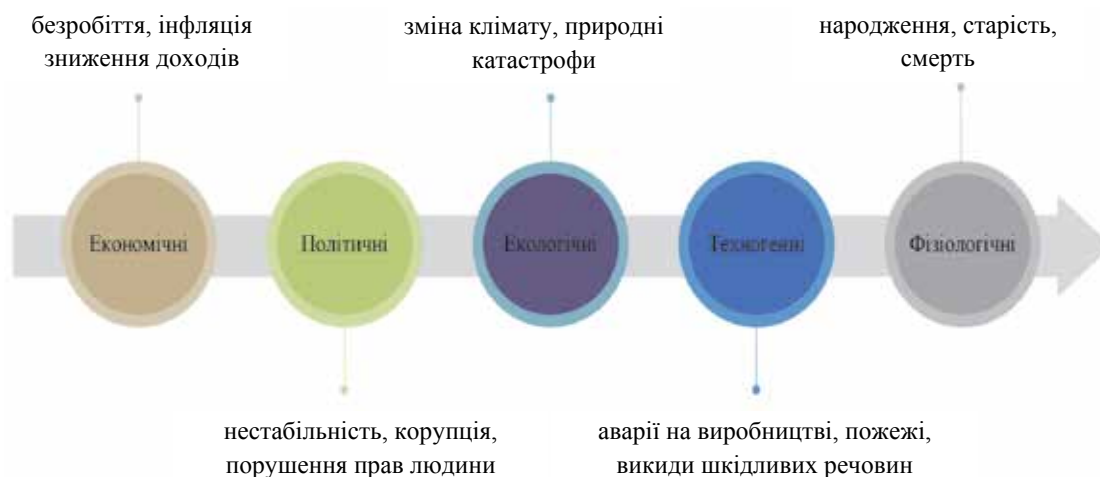 безробіття, інфляція
зниження доходів
зміна клімату, природні
катастрофи
народження, старість,
смерть
Економічні
Політичні
Екологічні
Техногенні
Фізіологічні
нестабільність, корупція,
порушення прав людини
аварії на виробництві, пожежі,
викиди шкідливих речовин